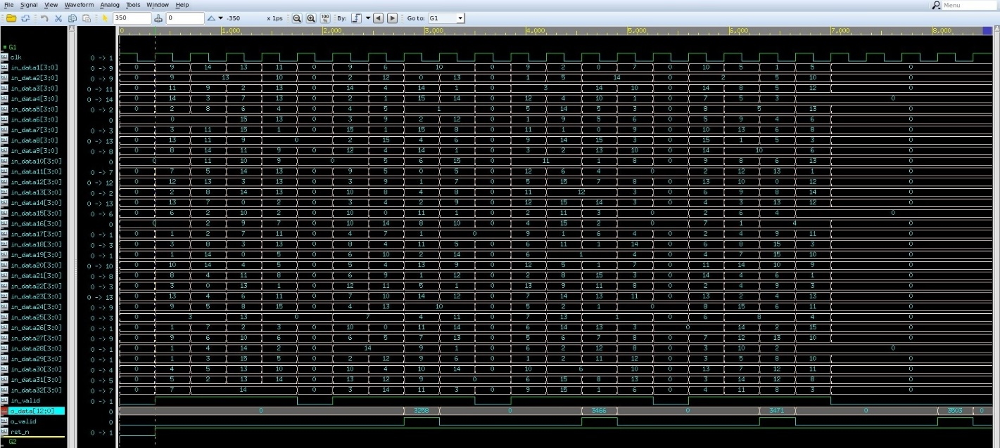 File Signal View Waveform Analog Tools Window Help Menu
350 0 -350 x 1ps 100 % By: Go to: G1
0 1,000 2,000 3,000 4,000 5,000 6,000 7,000 8,000
G1
clk 0 -> 1
in_data1[3:0] 0 -> 9 0 9 14 13 11 0 9 6 10 0 9 2 0 7 0 10 5 1 5 0
in_data2[3:0] 0 -> 9 0 9 13 10 0 2 12 0 13 0 1 5 14 0 2 5 10 0
in_data3[3:0] 0 -> 11 0 11 9 2 13 0 14 4 14 1 0 3 14 10 0 14 8 5 12 0
in_data4[3:0] 0 -> 14 0 14 3 7 13 0 2 1 15 14 0 12 4 10 1 0 7 5 3 0
in_data5[3:0] 0 -> 2 0 2 8 6 4 0 4 5 1 0 5 14 5 3 0 8 5 13 0
in_data6[3:0] 0 0 15 13 0 3 9 2 12 0 1 9 5 6 0 5 9 4 6 0
in_data7[3:0] 0 -> 3 0 3 11 15 1 0 15 1 15 8 0 11 1 0 9 0 10 13 6 8 0
in_data8[3:0] 0 -> 13 0 13 11 9 0 2 15 4 6 0 9 14 15 3 0 15 1 5 3 0
in_data9[3:0] 0 -> 8 0 8 14 11 9 0 12 4 14 1 0 3 2 13 10 0 14 10 6 0
in_data10[3:0] 0 0 11 10 9 0 5 6 15 0 11 1 8 0 9 8 6 13 0
in_data11[3:0] 0 -> 7 0 7 5 14 13 0 9 5 0 5 0 12 6 4 0 2 12 13 1 0
in_data12[3:0] 0 -> 12 0 12 13 3 13 0 3 9 1 7 0 5 15 7 8 0 13 10 0 12 0
in_data13[3:0] 0 -> 2 0 2 8 14 13 0 10 8 4 8 0 11 12 3 0 6 9 8 14 0
in_data14[3:0] 0 -> 13 0 13 7 0 2 0 3 4 2 9 0 12 15 14 3 0 4 3 13 12 0
in_data15[3:0] 0 -> 6 0 6 2 10 2 0 10 0 11 1 0 2 11 3 0 2 6 4 0
in_data16[3:0] 0 0 2 9 7 0 10 14 8 10 0 4 15 2 0 7 1 4 0
in_data17[3:0] 0 -> 1 0 1 2 7 11 0 4 7 1 0 9 1 6 4 0 2 4 9 11 0
in_data18[3:0] 0 -> 3 0 3 8 3 13 0 8 4 11 5 0 6 11 1 14 0 6 8 15 3 0
in_data19[3:0] 0 -> 1 0 1 14 0 5 0 6 10 2 14 0 6 1 4 0 4 7 15 10 0
in_data20[3:0] 0 -> 10 0 10 14 4 5 0 5 4 13 9 0 12 5 1 7 0 11 14 10 9 0
in_data21[3:0] 0 -> 8 0 8 4 11 8 0 6 9 1 12 0 2 8 15 3 0 14 4 6 1 0
in_data22[3:0] 0 -> 3 0 3 0 13 1 0 12 11 5 1 0 13 9 11 8 0 2 4 9 3 0
in_data23[3:0] 0 -> 13 0 13 4 6 11 0 7 10 14 12 0 7 14 13 11 0 13 2 4 13 0
in_data24[3:0] 0 -> 9 0 9 5 8 15 0 4 13 10 0 5 2 1 0 8 15 6 11 0
in_data25[3:0] 0 -> 3 0 3 13 0 7 4 11 0 7 13 1 0 6 8 4 0
in_data26[3:0] 0 -> 1 0 1 7 2 3 0 10 0 11 14 0 6 14 13 3 0 14 2 15 0
in_data27[3:0] 0 -> 9 0 9 6 10 6 0 6 5 7 13 0 5 6 7 8 0 7 12 13 10 0
in_data28[3:0] 0 -> 1 0 1 4 14 2 0 14 9 1 0 6 2 12 8 0 3 10 2 0
in_data29[3:0] 0 -> 1 0 1 3 15 5 0 2 12 9 6 0 1 2 11 12 0 3 5 8 10 0
in_data30[3:0] 0 -> 4 0 4 5 13 10 0 10 4 10 14 0 10 6 10 0 13 7 12 11 0
in_data31[3:0] 0 -> 5 0 5 2 13 14 0 13 12 9 0 6 15 8 13 0 3 14 12 8 0
in_data32[3:0] 0 -> 7 0 7 14 0 3 14 11 3 0 9 15 1 6 0 4 11 8 3 0
in_valid 0 -> 1
o_data[12:0] 0 0 3258 0 3466 0 3471 0 3503 0
o_valid 0
rst_n 0 -> 1
G2